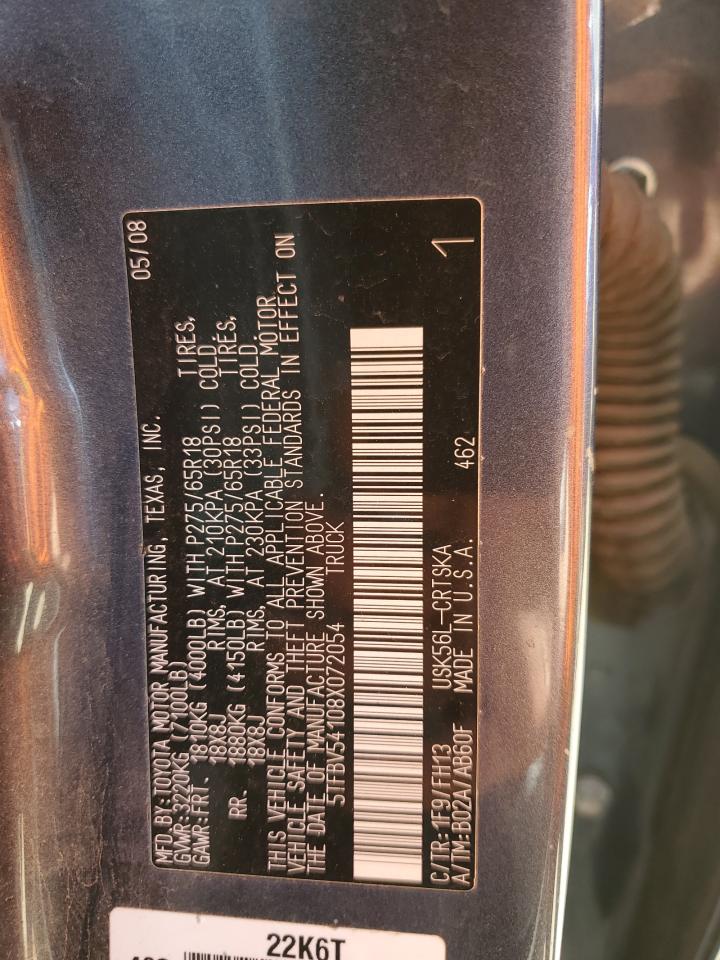 MFD.BY:TOYOTA MOTOR MANUFACTURING, TEXAS, INC. 05/08
GVWR:3220KG (7100LB)
GAWR:FRT. 1810KG (4000LB) WITH P275/65R18 TIRES,
18X8J RIMS, AT 210KPA (30PSI) COLD
RR. 1880KG (4150LB) WITH P275/65R18 TIRES,
18X8J RIMS, AT 230KPA (33PSI) COLD.
THIS VEHICLE CONFORMS TO ALL APPLICABLE FEDERAL MOTOR
VEHICLE SAFETY AND THEFT PREVENTION STANDARDS IN EFFECT ON
THE DATE OF MANUFACTURE SHOWN ABOVE.
5TFBV54108X072054 TRUCK
C/TR:1F9/FH13 USK56L-CRTSKA 462 1
A/TM:B02A/AB60F MADE IN U.S.A.
22K6T